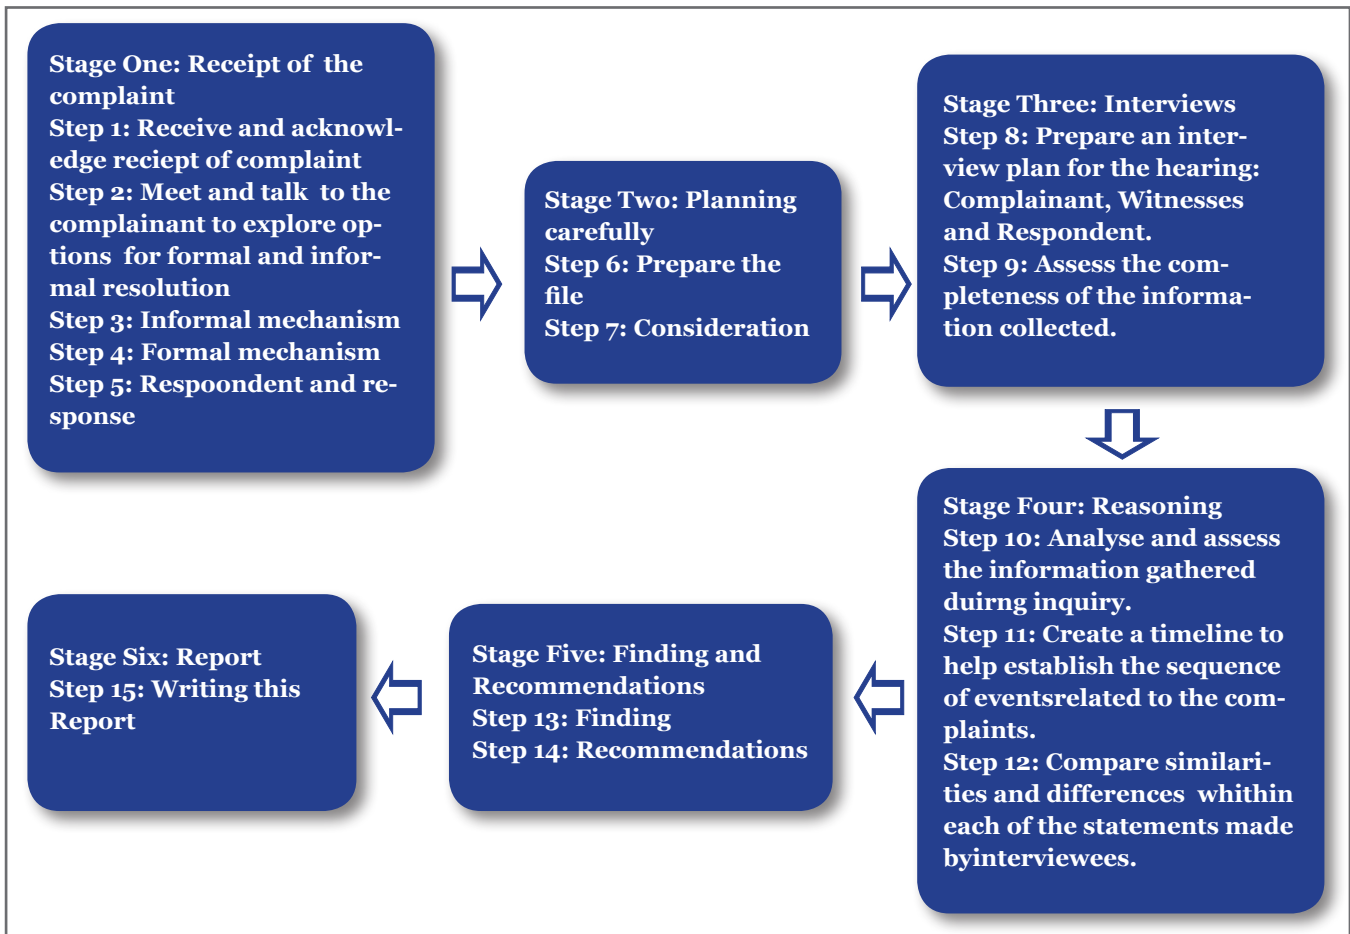 Stage One: Receipt of the
complaint
Step 1: Receive and acknowl-
edge reciept of complaint
Step 2: Meet and talk to the
complainant to explore op-
tions for formal and infor-
mal resolution
Step 3: Informal mechanism
Step 4: Formal mechanism
Step 5: Respoondent and re-
sponse
Stage Two: Planning
carefully
Step 6: Prepare the
file
Step 7: Consideration
Stage Three: Interviews
Step 8: Prepare an inter-
view plan for the hearing:
Complainant, Witnesses
and Respondent.
Step 9: Assess the com-
pleteness of the informa-
tion collected.
Stage Four: Reasoning
Step 10: Analyse and assess
the information gathered
duirng inquiry.
Step 11: Create a timeline to
help establish the sequence
of eventsrelated to the com-
plaints.
Step 12: Compare similari-
ties and differences whithin
each of the statements made
byinterviewees.
Stage Five: Finding and
Recommendations
Step 13: Finding
Step 14: Recommendations
Stage Six: Report
Step 15: Writing this
Report